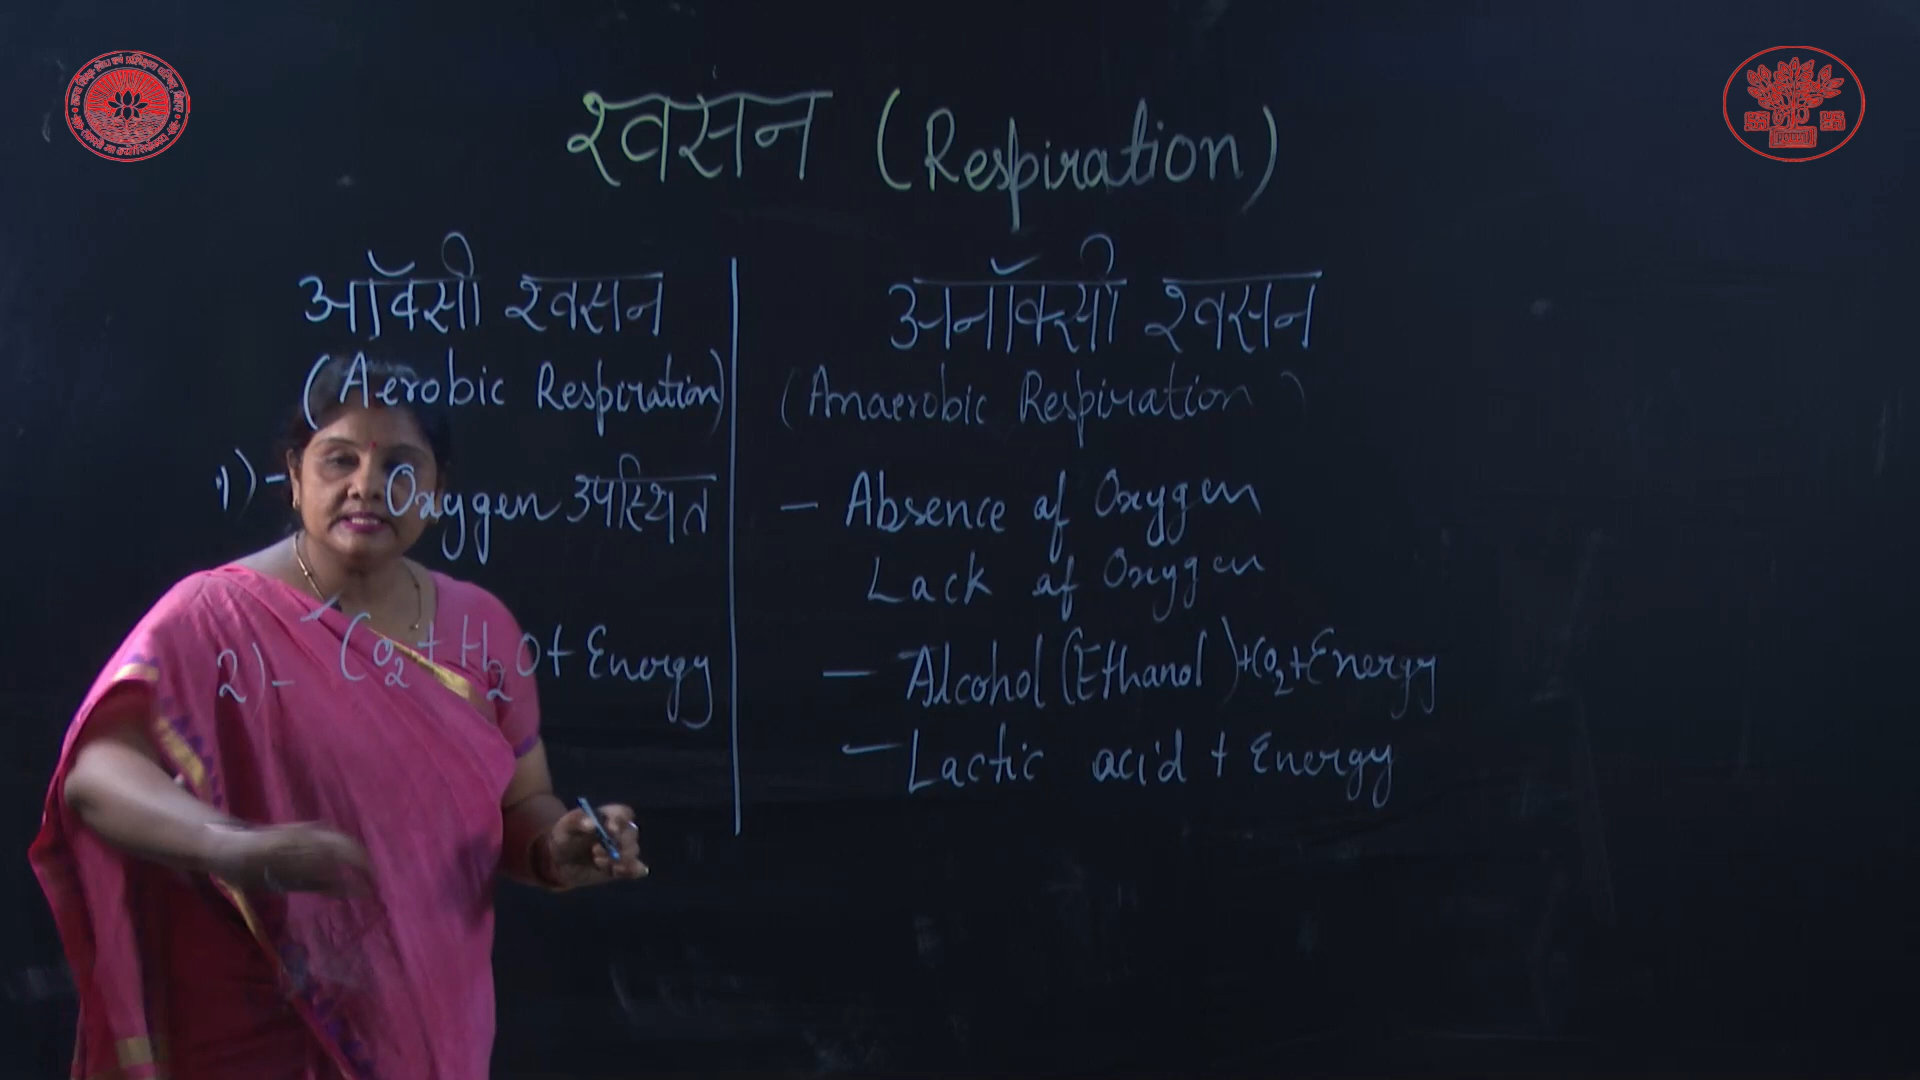 श्वसन (Respiration)
ऑक्सी श्वसन
(Aerobic Respiration)
1)- Oxygen उपस्थित
2)- CO₂ + H₂O + Energy
अनॉक्सी श्वसन
(Anaerobic Respiration)
- Absence of Oxygen
Lack of Oxygen
- Alcohol (Ethanol) + CO₂ + Energy
- Lactic acid + Energy